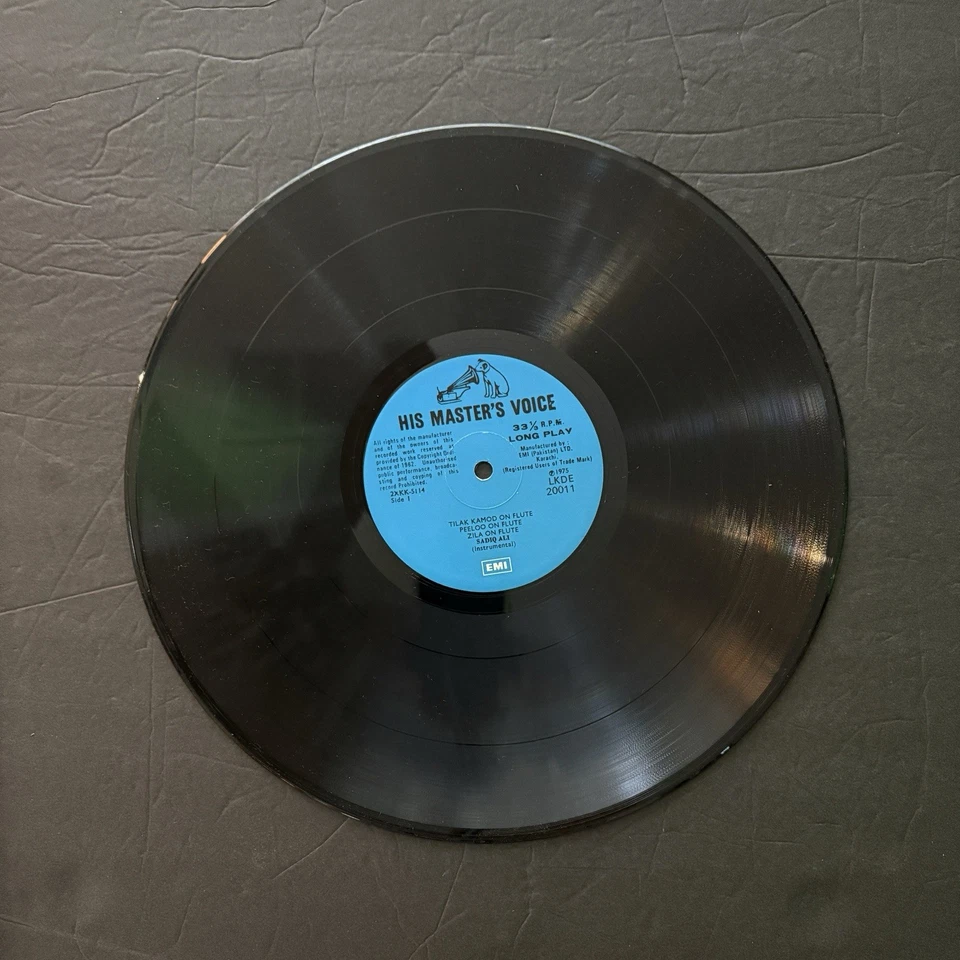 HIS MASTER'S VOICE
All rights of the manufacturer
and of the owners of this
recorded work reserved as
provided by the Copyright Ordi-
nance of 1962. Unauthorised
public performance, broadca-
sting and copying of this
record Prohibited.
2XKK-5114
Side 1
33⅓ R.P.M.
LONG PLAY
Manufactured by :
EMI (Pakistan) LTD.
Karachi.
(Registered Users of Trade Mark)
℗ 1975
LKDE
20011
TILAK KAMOD ON FLUTE
PEELOO ON FLUTE
ZILA ON FLUTE
SADIQ ALI
(Instrumental)
EMI